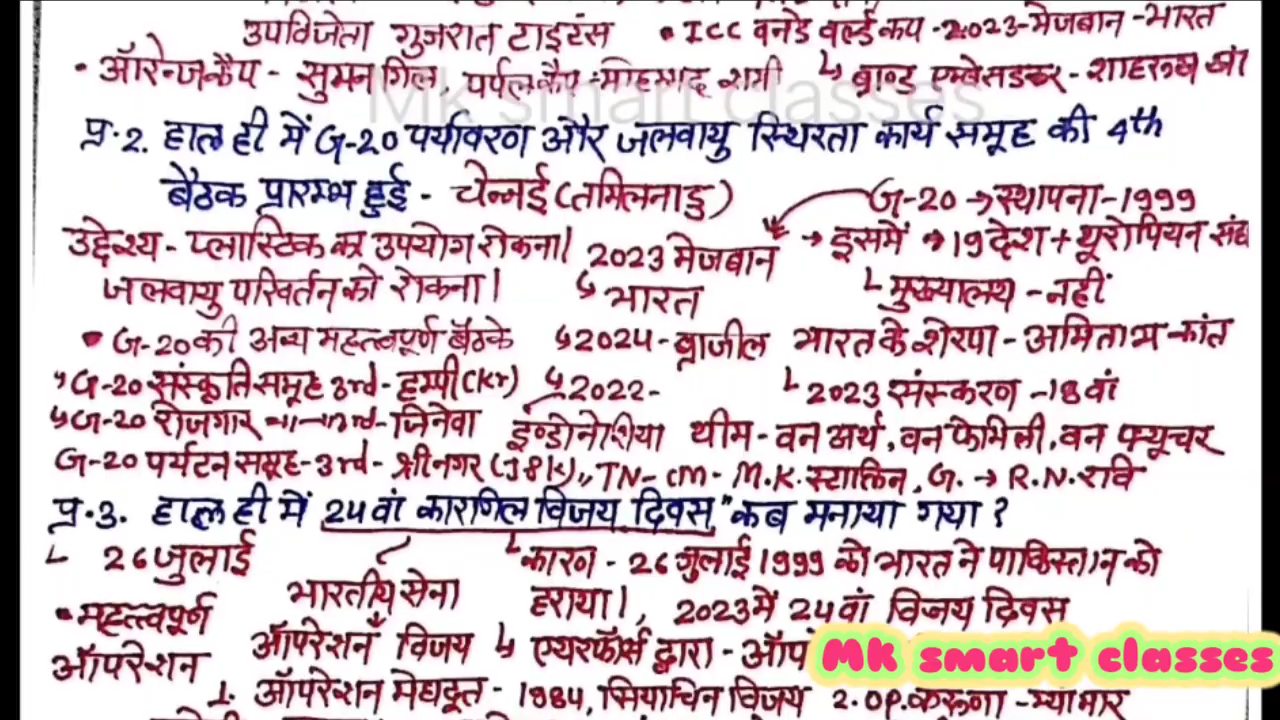 उपविजेता गुजरात टाइटंस • ICC वनडे वर्ल्ड कप -2023-मेजबान -भारत
• ऑरेन्जकैप - सुमन गिल, पर्पलकैप -मोहम्मद शमी ↳ ब्राण्ड एम्बेसडर - शाहरुख खां
Mk smart classes
प्र.2. हाल ही में G-20 पर्यावरण और जलवायु स्थिरता कार्य समूह की 4th
बैठक प्रारम्भ हुई - चेन्नई (तमिलनाडु)
G-20 → स्थापना - 1999
उद्देश्य - प्लास्टिक का उपयोग रोकना। 2023 मेजबान → इसमें → 19 देश + यूरोपियन संघ
जलवायु परिवर्तन को रोकना। ↳ भारत └ मुख्यालय - नहीं
• G-20 की अन्य महत्त्वपूर्ण बैठके ↳ 2024 - ब्राजील भारत के शेरपा - अमिताभ कांत
↳ G-20 संस्कृति समूह 3rd - हम्पी (Kr) ↳ 2022 - └ 2023 संस्करण - 18 वां
↳ G-20 रोजगार - जिनेवा इण्डोनेशिया थीम - वन अर्थ, वन फेमिली, वन फ्यूचर
G-20 पर्यटन समूह - 3rd - श्रीनगर (J&K),, TN - CM - M.K. स्टालिन, G. → R.N. रवि
प्र.3. हाल ही में 24वां कारगिल विजय दिवस" कब मनाया गया ?
└ 26 जुलाई └ कारण - 26 जुलाई 1999 को भारत ने पाकिस्तान को
भारतीय सेना हराया।, 2023 में 24 वां विजय दिवस
• महत्त्वपूर्ण ऑपरेशन विजय ↳ एयरफोर्स द्वारा -
ऑपरेशन
Mk smart classes
1. ऑपरेशन मेघदूत - 1984, सियाचिन विजय 2. OP. करुणा - म्यांमार